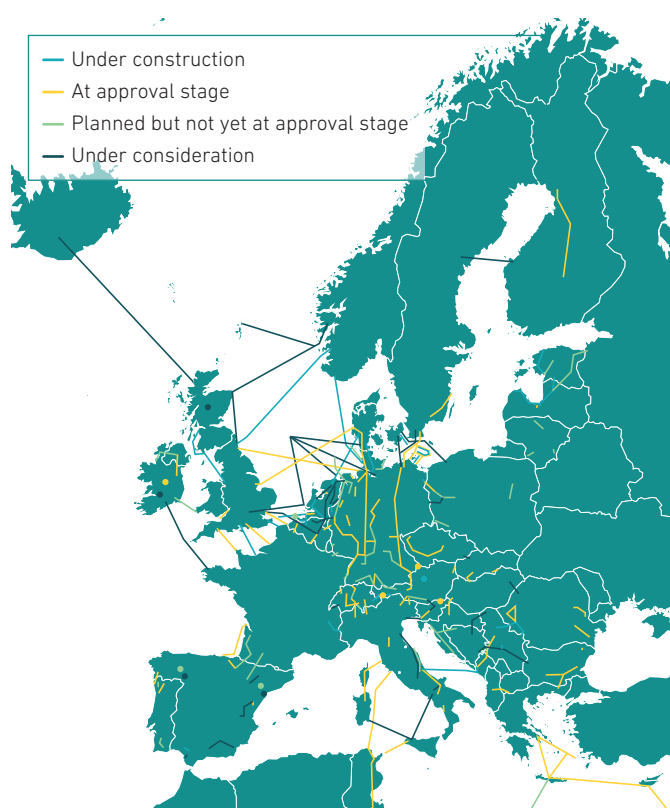 Under construction
At approval stage
Planned but not yet at approval stage
Under consideration